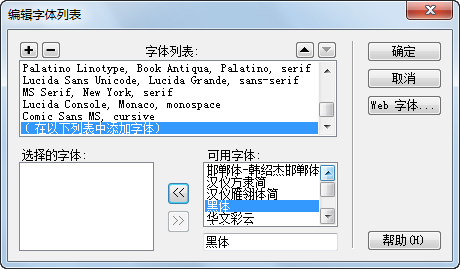 编辑字体列表
字体列表:
Palatino Linotype, Book Antiqua, Palatino, serif
Lucida Sans Unicode, Lucida Grande, sans-serif
MS Serif, New York, serif
Lucida Console, Monaco, monospace
Comic Sans MS, cursive
(在以下列表中添加字体)
确定
取消
Web 字体...
选择的字体:
可用字体:
邯郸体-韩绍杰邯郸体
汉仪方隶简
汉仪雁翎体简
黑体
华文彩云
黑体
帮助(H)